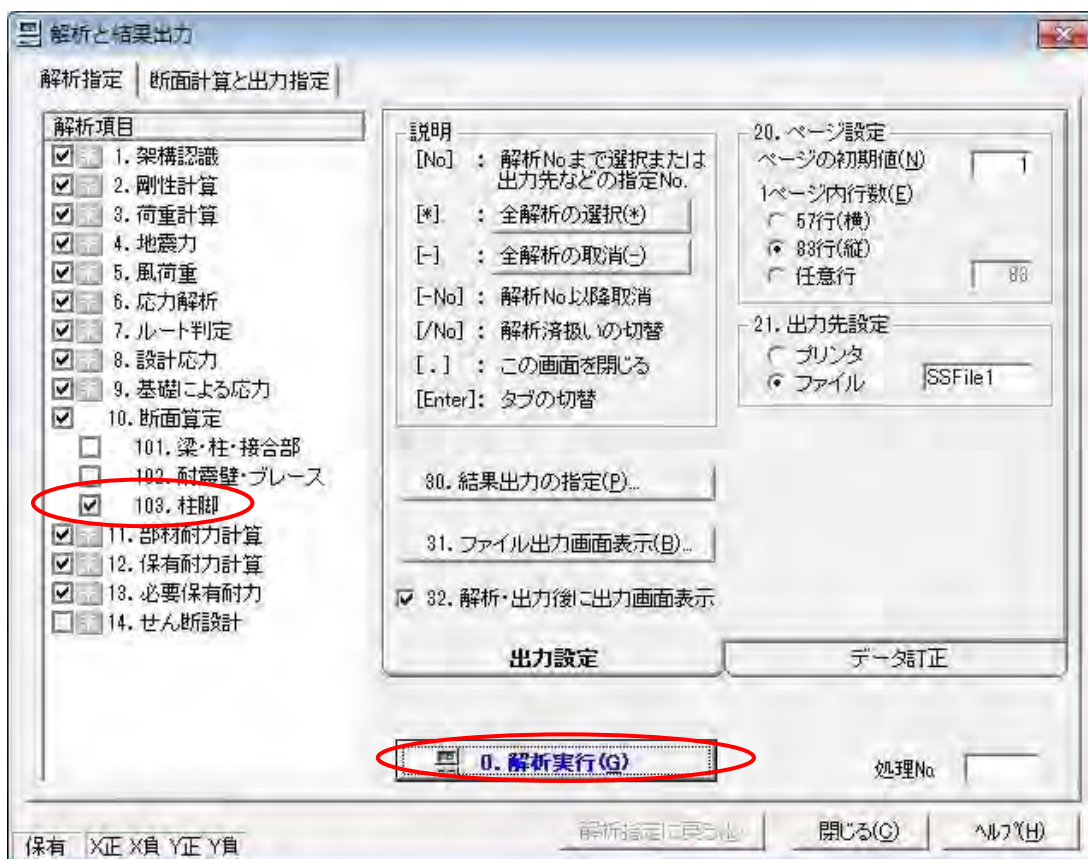 解析と結果出力
解析指定
断面計算と出力指定
解析項目
1. 架構認識
2. 剛性計算
3. 荷重計算
4. 地震力
5. 風荷重
6. 応力解析
7. ルート判定
8. 設計応力
9. 基礎による応力
10. 断面算定
101. 梁・柱・接合部
102. 耐震壁・ブレース
103. 柱脚
11. 部材耐力計算
12. 保有耐力計算
13. 必要保有耐力
14. せん断設計
説明
[No] : 解析Noまで選択または
出力先などの指定No.
[*] : 全解析の選択(*)
[-] : 全解析の取消(-)
[-No] : 解析No以降取消
[/No] : 解析済扱いの切替
[.] : この画面を閉じる
[Enter]: タブの切替
30. 結果出力の指定(P)...
31. ファイル出力画面表示(B)...
32. 解析・出力後に出力画面表示
出力設定
データ訂正
20. ページ設定
ページの初期値(N) 1
1ページ内行数(E)
57行(横)
83行(縦)
任意行 83
21. 出力先設定
プリンタ
ファイル SSFile1
0. 解析実行(G)
処理No
保有 X正 X負 Y正 Y負
解析指定に戻る
閉じる(C)
ヘルプ(H)